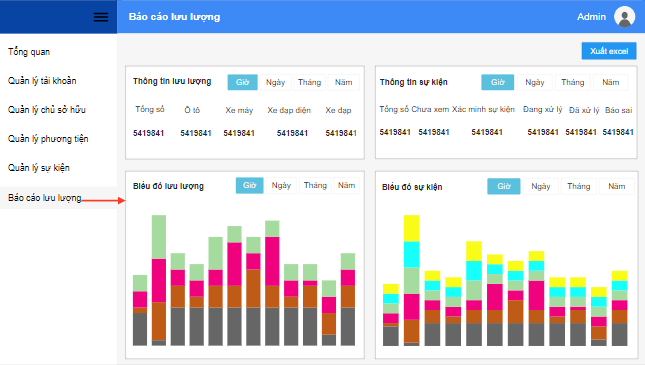 Báo cáo lưu lượng
Admin
Tổng quan
Quản lý tài khoản
Quản lý chủ sở hữu
Quản lý phương tiện
Quản lý sự kiện
Báo cáo lưu lượng
Xuất excel
Thông tin lưu lượng Giờ Ngày Tháng Năm
Tổng số Ô tô Xe máy Xe đạp điện Xe đạp
5419841 5419841 5419841 5419841 5419841
Thông tin sự kiện Giờ Ngày Tháng Năm
Tổng số Chưa xem Xác minh sự kiện Đang xử lý Đã xử lý Báo sai
5419841 5419841 5419841 5419841 5419841 5419841
Biểu đồ lưu lượng Giờ Ngày Tháng Năm
Biểu đồ sự kiện Giờ Ngày Tháng Năm